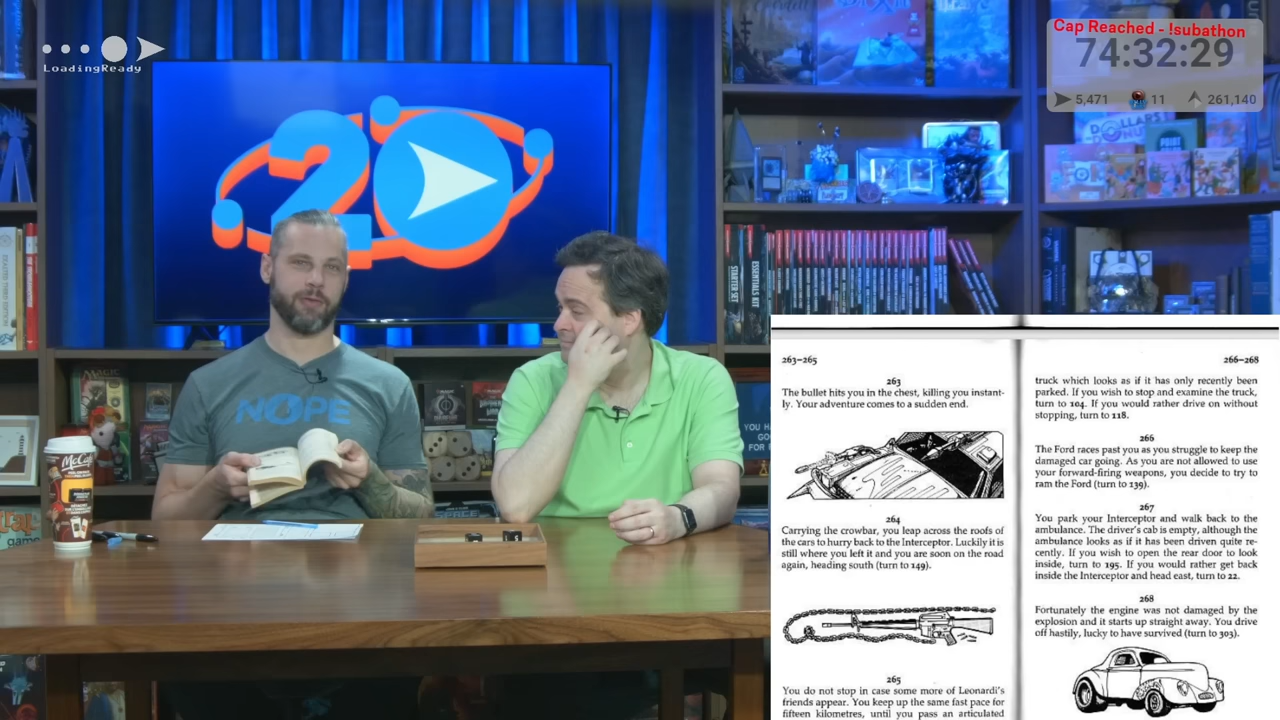 LoadingReady
Cap Reached - !subathon
74:32:29
5,471
11
261,140
20
NOPE
McCafé
STARTER SET
ESSENTIALS KIT
MAGIC
263–265
263
The bullet hits you in the chest, killing you instant-
ly. Your adventure comes to a sudden end.
264
Carrying the crowbar, you leap across the roofs of
the cars to hurry back to the Interceptor. Luckily it is
still where you left it and you are soon on the road
again, heading south (turn to 149).
265
You do not stop in case some more of Leonardi's
friends appear. You keep up the same fast pace for
fifteen kilometres, until you pass an articulated
266–268
truck which looks as if it has only recently been
parked. If you wish to stop and examine the truck,
turn to 104. If you would rather drive on without
stopping, turn to 118.
266
The Ford races past you as you struggle to keep the
damaged car going. As you are not allowed to use
your forward-firing weapons, you decide to try to
ram the Ford (turn to 139).
267
You park your Interceptor and walk back to the
ambulance. The driver's cab is empty, although the
ambulance looks as if it has been driven quite re-
cently. If you wish to open the rear door to look
inside, turn to 195. If you would rather get back
inside the Interceptor and head east, turn to 22.
268
Fortunately the engine was not damaged by the
explosion and it starts up straight away. You drive
off hastily, lucky to have survived (turn to 303).